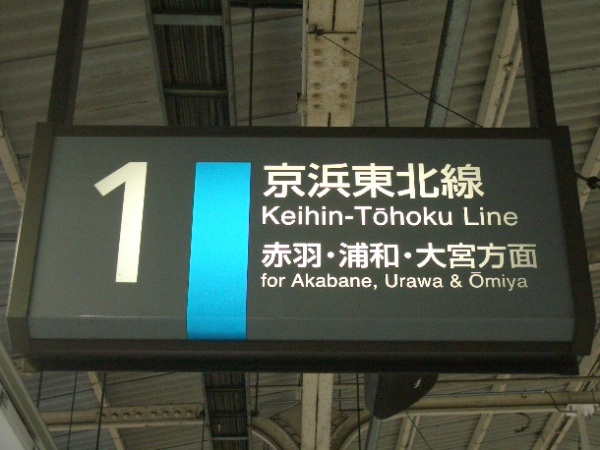 1
京浜東北線
Keihin-Tōhoku Line
赤羽・浦和・大宮方面
for Akabane, Urawa & Ōmiya